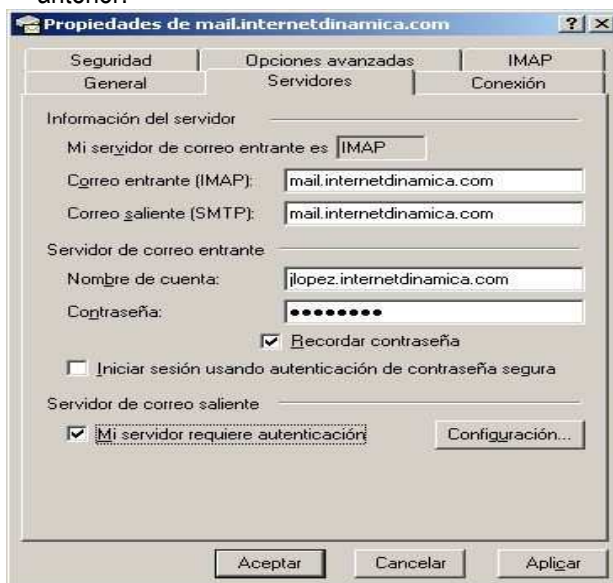 anterior.
Propiedades de mail.internetdinamica.com
Seguridad Opciones avanzadas IMAP
General Servidores Conexión
Información del servidor
Mi servidor de correo entrante es IMAP
Correo entrante (IMAP): mail.internetdinamica.com
Correo saliente (SMTP): mail.internetdinamica.com
Servidor de correo entrante
Nombre de cuenta: jlopez.internetdinamica.com
Contraseña: ●●●●●●●●
Recordar contraseña
Iniciar sesión usando autenticación de contraseña segura
Servidor de correo saliente
Mi servidor requiere autenticación Configuración...
Aceptar Cancelar Aplicar